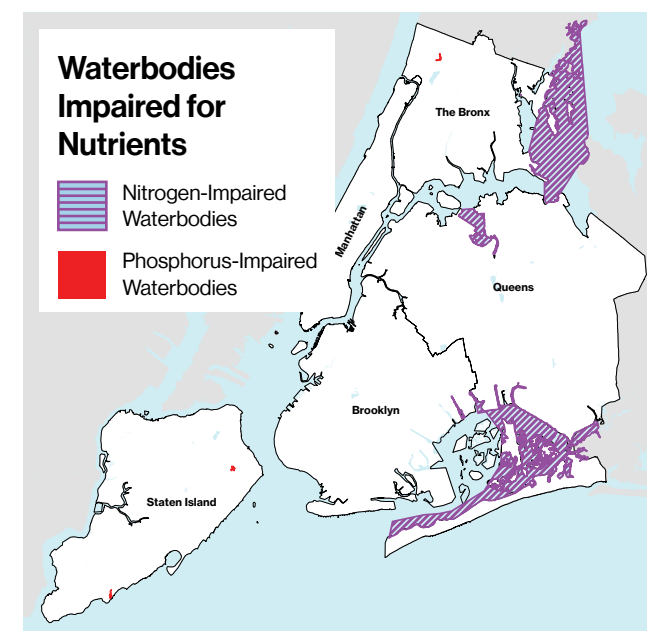 Waterbodies
Impaired for
Nutrients
Nitrogen-Impaired
Waterbodies
Phosphorus-Impaired
Waterbodies
The Bronx
Manhattan
Queens
Brooklyn
Staten Island